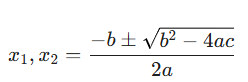 x₁, x₂ = (-b ± √(b² − 4ac)) / (2a)